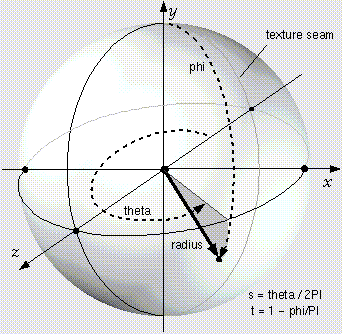 y
texture seam
phi
x
theta
z
radius
s = theta / 2PI
t = 1 – phi/PI